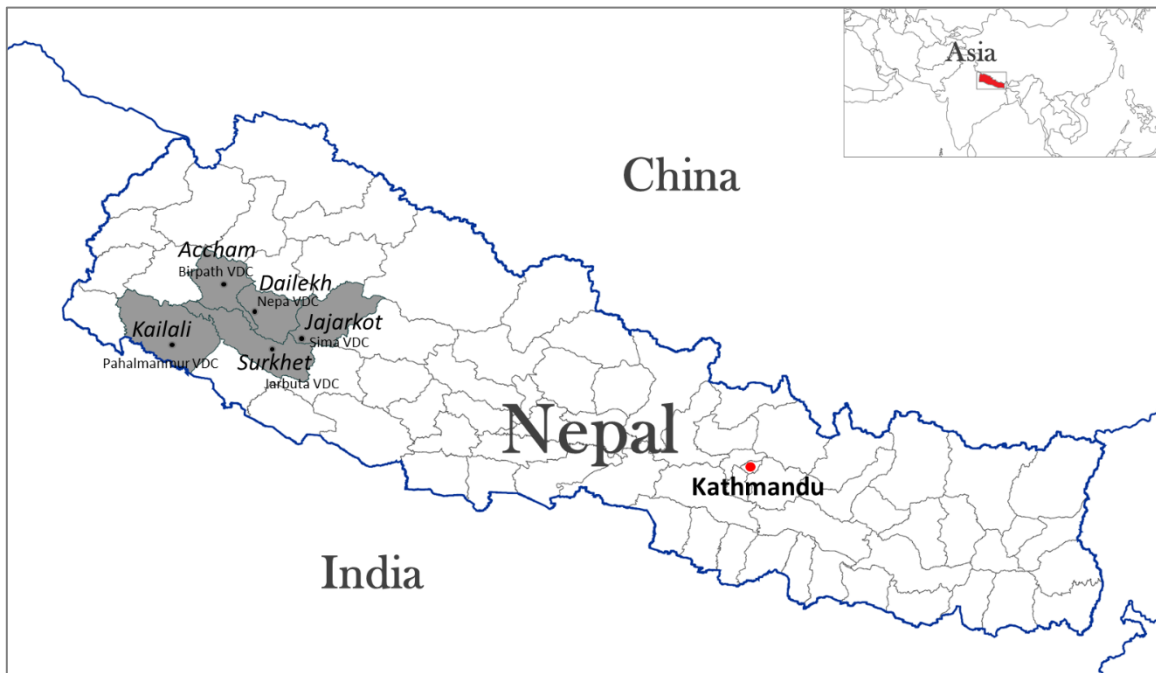 Asia
China
Accham
Birpath VDC
Dailekh
Nepa VDC
Jajarkot
Sima VDC
Kailali
Pahalmanmur VDC
Surkhet
Jarbuta VDC
Nepal
Kathmandu
India